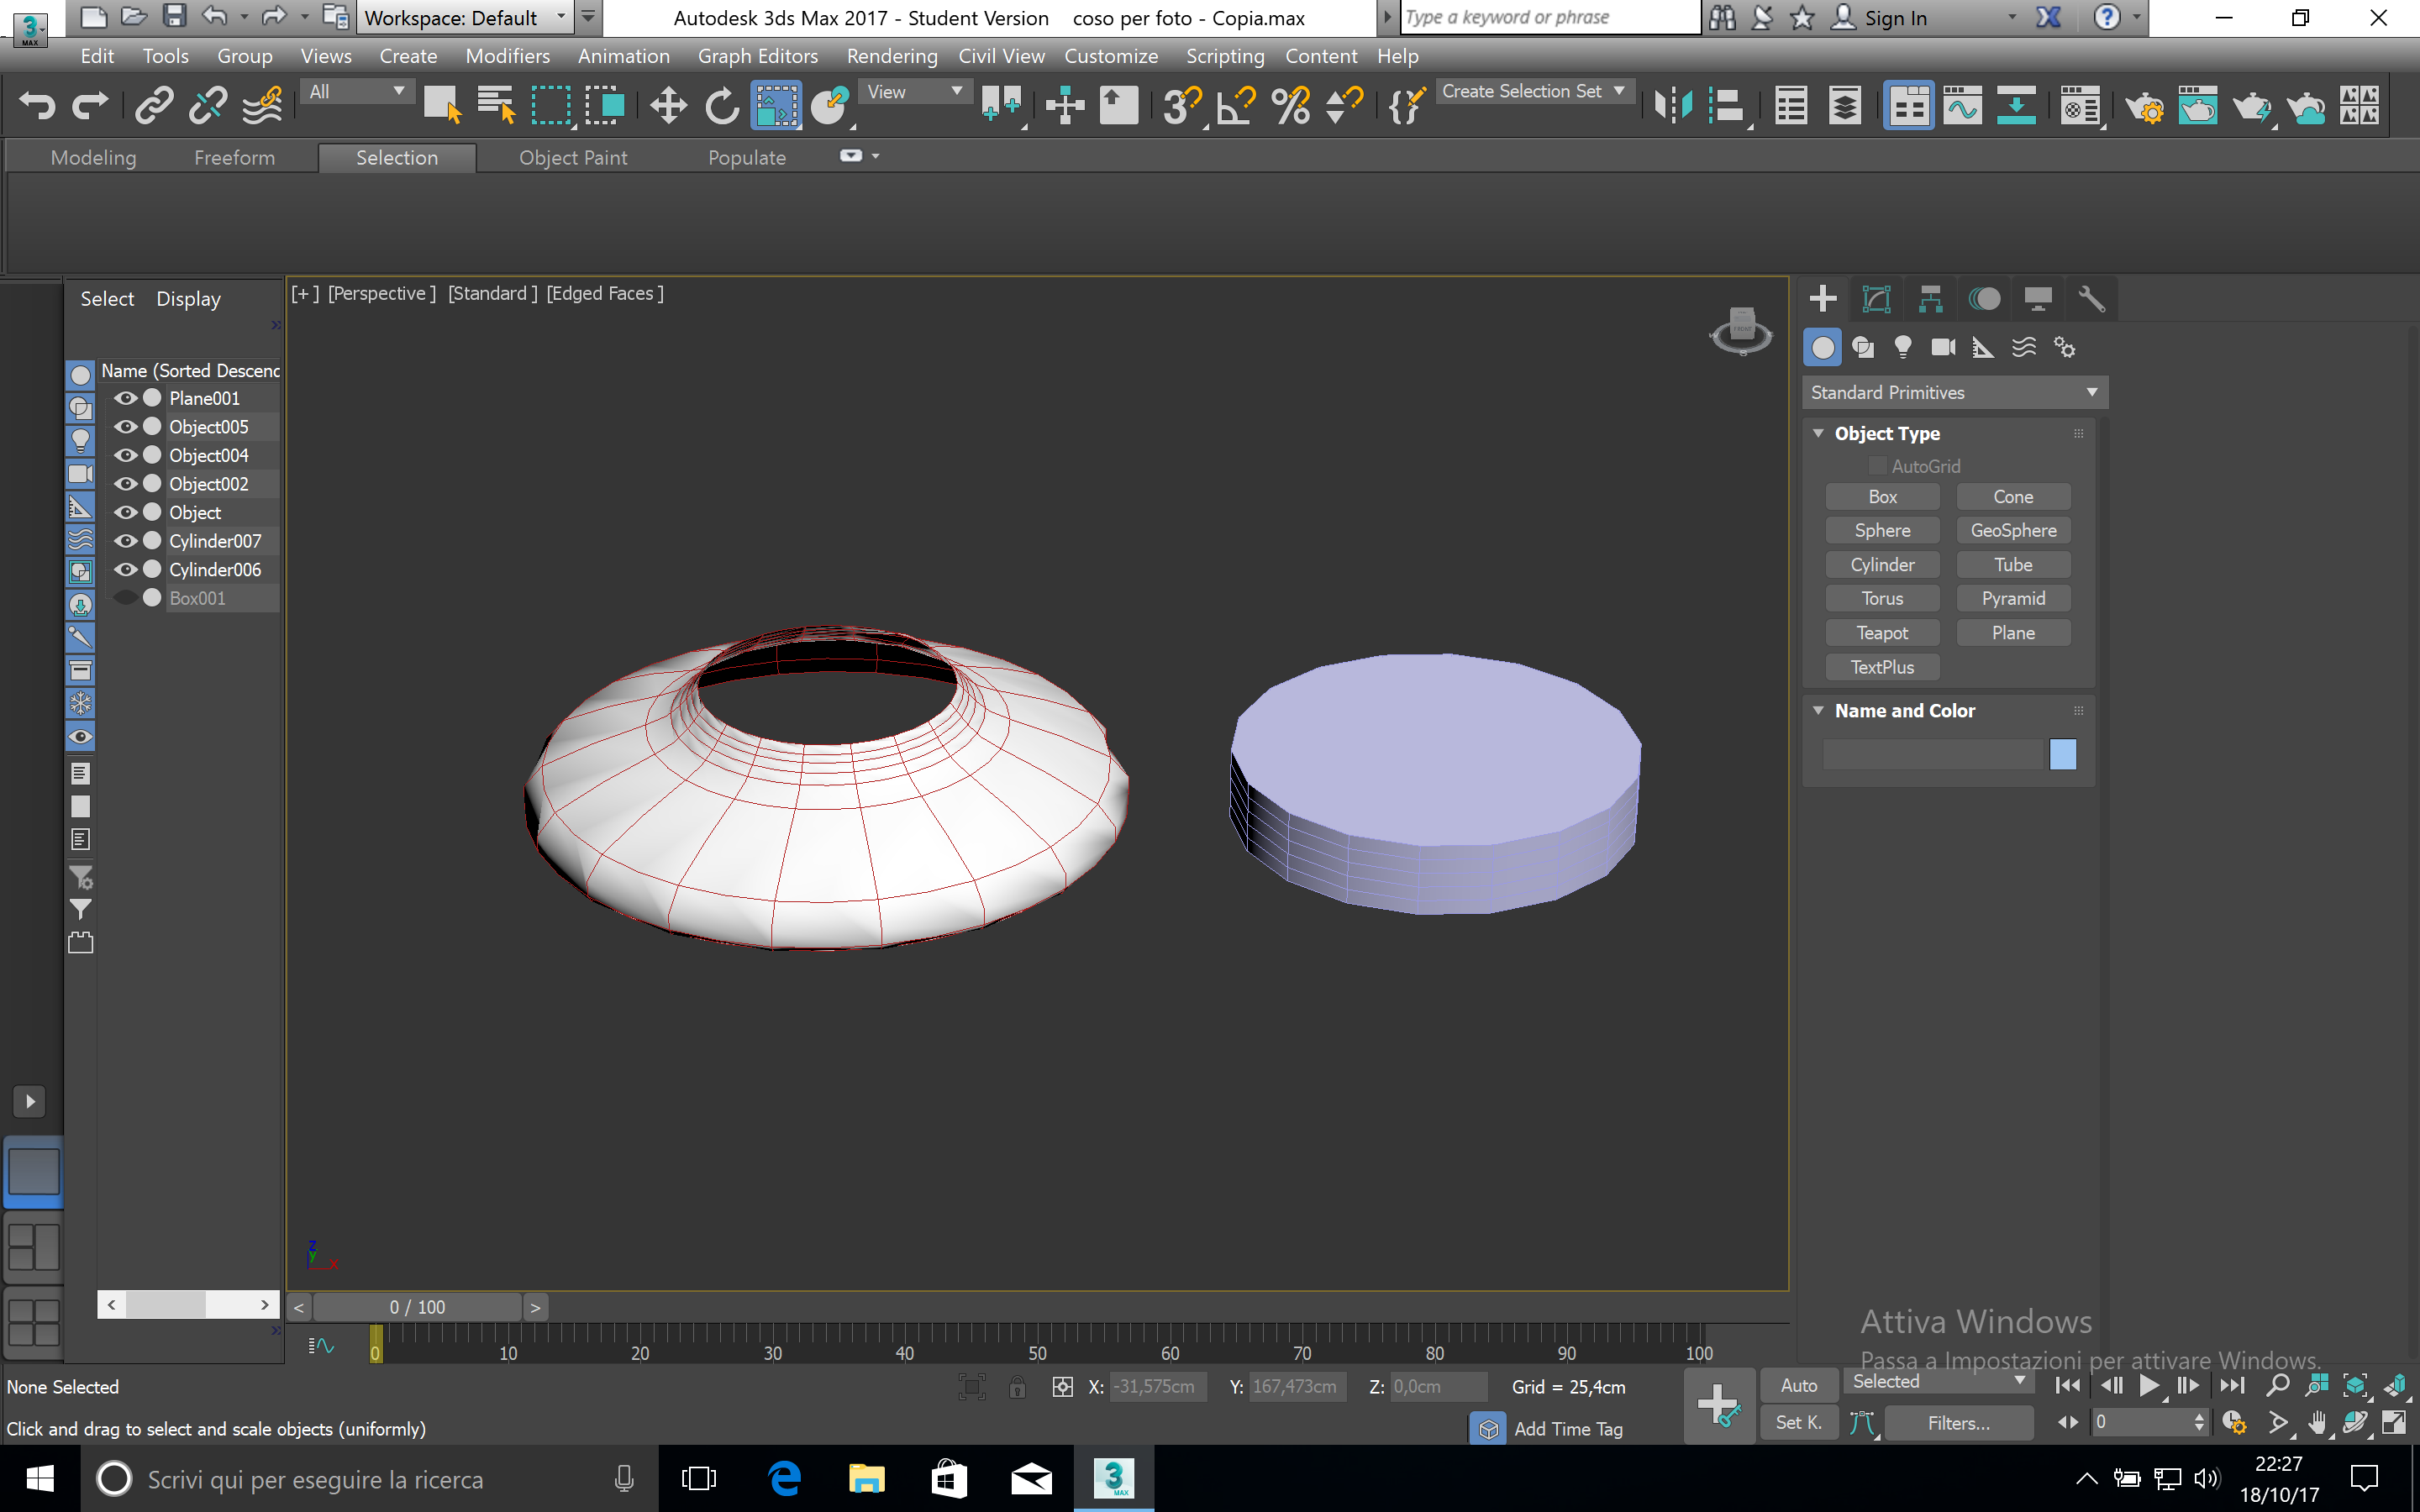 Workspace: Default
Autodesk 3ds Max 2017 - Student Version    coso per foto - Copia.max
Type a keyword or phrase
Sign In
3
MAX
Edit Tools Group Views Create Modifiers Animation Graph Editors Rendering Civil View Customize Scripting Content Help
All
View
Create Selection Set
Modeling Freeform Selection Object Paint Populate
Select Display
[+] [Perspective] [Standard] [Edged Faces]
Name (Sorted Descenc
Plane001
Object005
Object004
Object002
Object
Cylinder007
Cylinder006
Box001
FRONT
Standard Primitives
Object Type
AutoGrid
Box Cone
Sphere GeoSphere
Cylinder Tube
Torus Pyramid
Teapot Plane
TextPlus
Name and Color
z
y
x
0 / 100
0 10 20 30 40 50 60 70 80 90 100
Attiva Windows
Passa a Impostazioni per attivare Windows.
None Selected
X: -31,575cm Y: 167,473cm Z: 0,0cm Grid = 25,4cm
Auto Selected
Click and drag to select and scale objects (uniformly)
Add Time Tag
Set K. Filters... 0
Scrivi qui per eseguire la ricerca
3
MAX
22:27
18/10/17